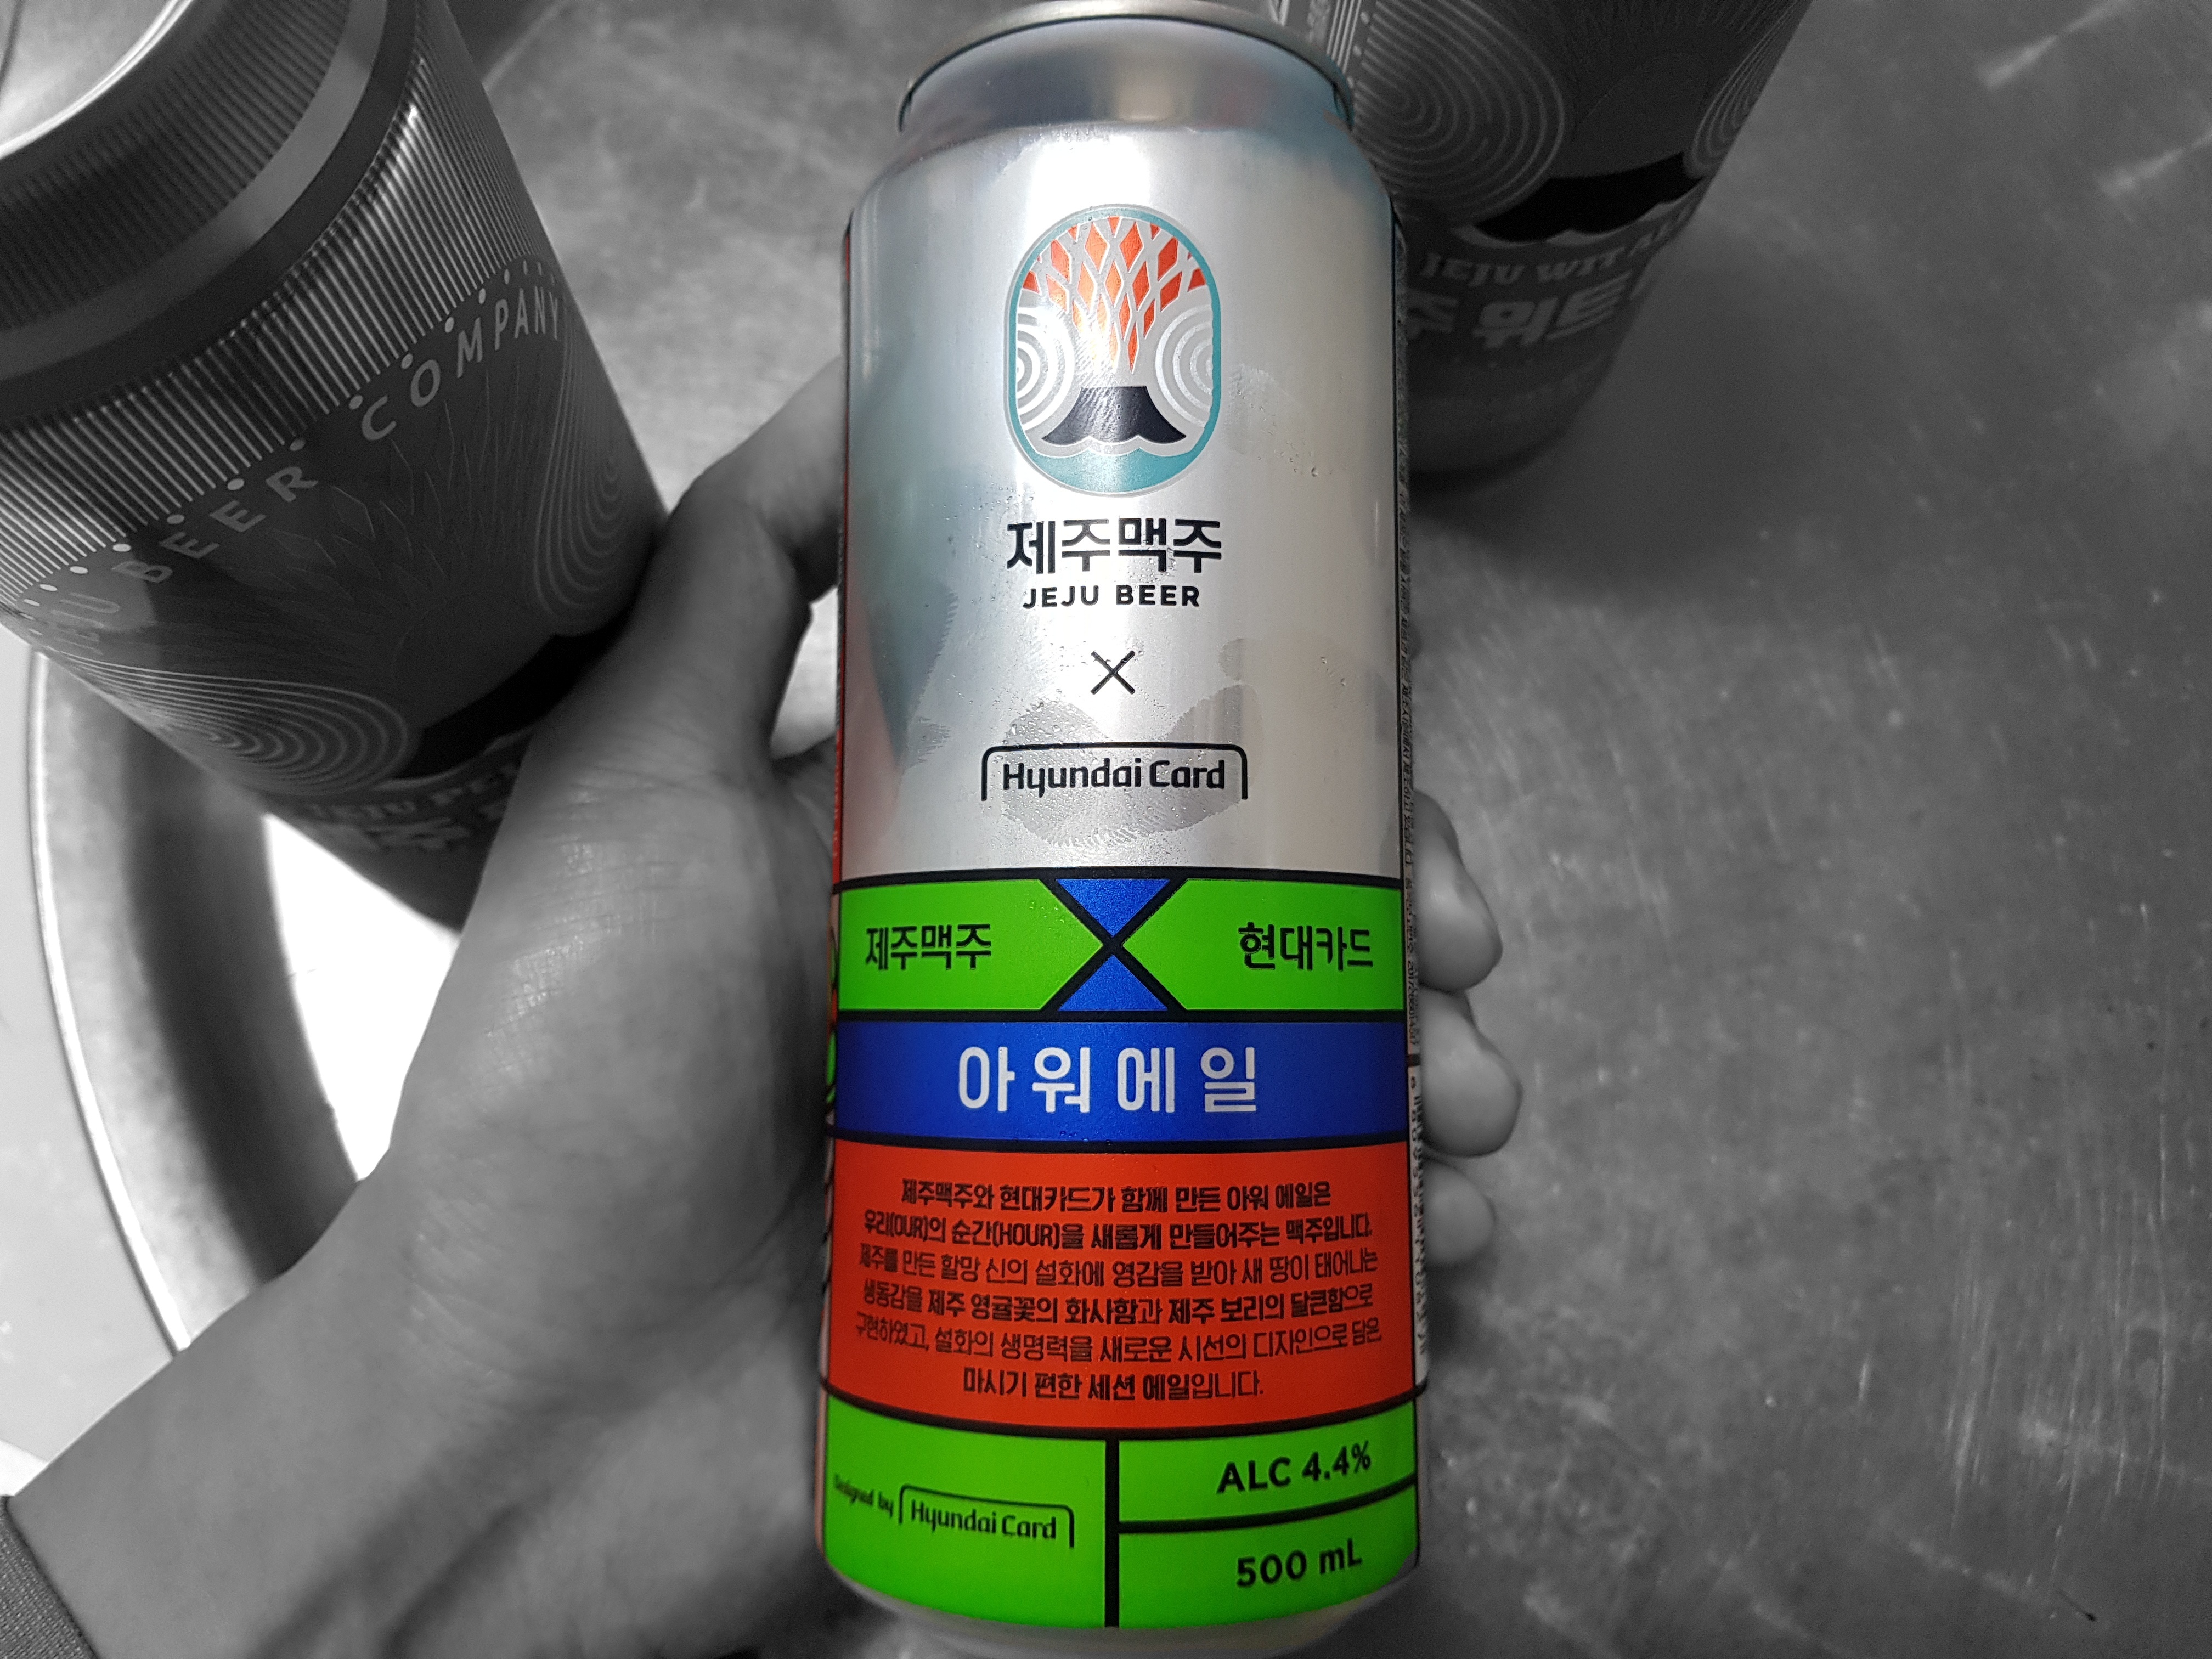 BEER COMPANY
JEJU WIT
위트
제주맥주
JEJU BEER
×
Hyundai Card
제주맥주
현대카드
아워에일
제주맥주와 현대카드가 함께 만든 아워 에일은
우리(OUR)의 순간(HOUR)을 새롭게 만들어주는 맥주입니다.
제주를 만든 할망 신의 설화에 영감을 받아 새 땅이 태어나는
생동감을 제주 영귤꽃의 화사함과 제주 보리의 달큰함으로
구현하였고, 설화의 생명력을 새로운 시선의 디자인으로 담은,
마시기 편한 세션 에일입니다.
Designed by Hyundai Card
ALC 4.4%
500 mL